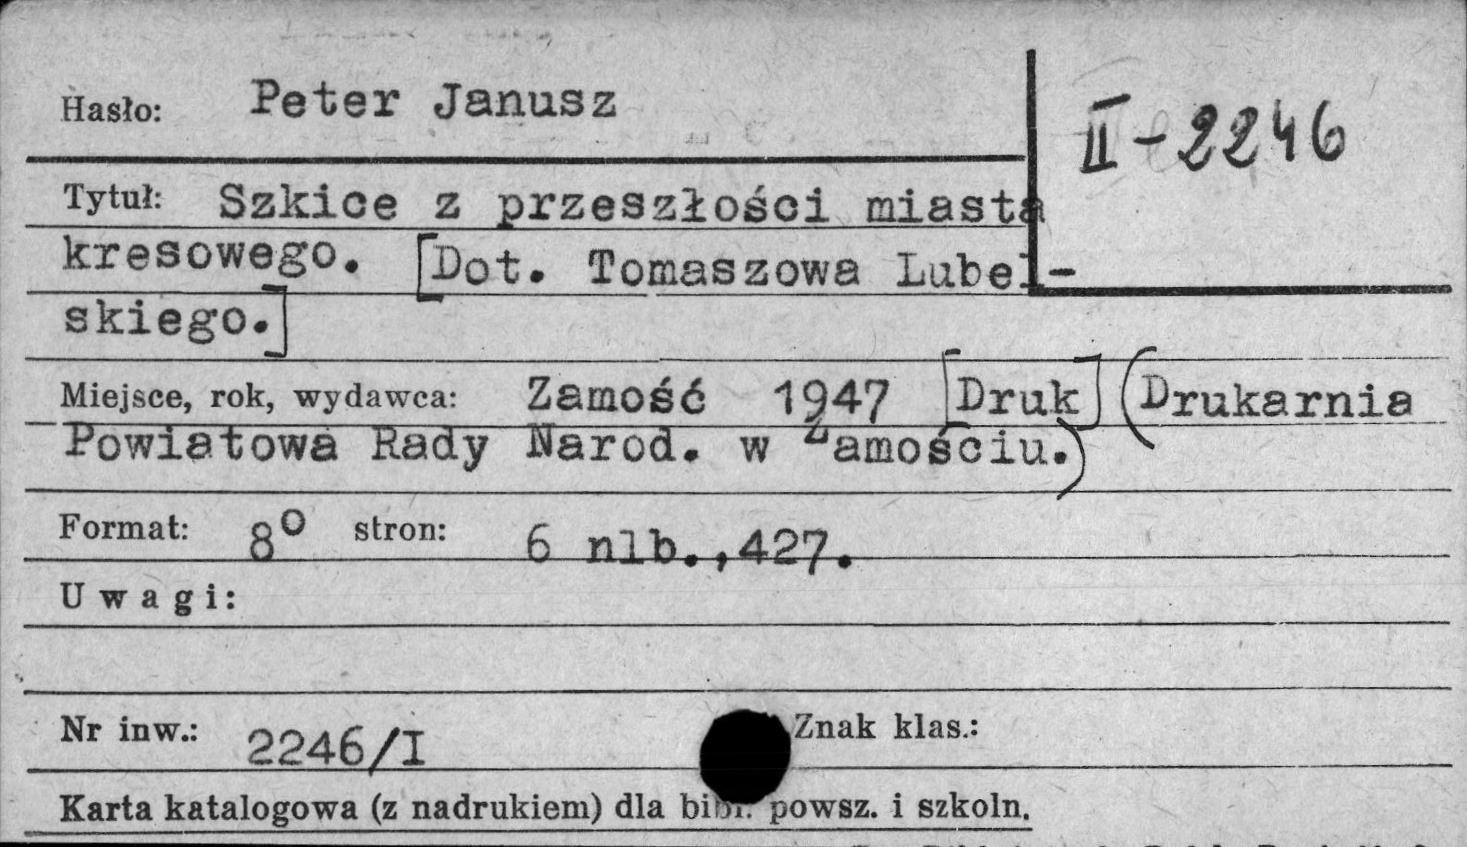 Hasło: Peter Janusz
II-2246
Tytuł: Szkice z przeszłości miasta
kresowego. [Dot. Tomaszowa Lubel-
skiego.]
Miejsce, rok, wydawca: Zamość 1947 [Druk] (Drukarnia
Powiatowa Rady Narod. w Zamościu.)
Format: 8° stron: 6 nlb.,427.
Uwagi:
Nr inw.: 2246/I Znak klas.:
Karta katalogowa (z nadrukiem) dla bibl. powsz. i szkoln.